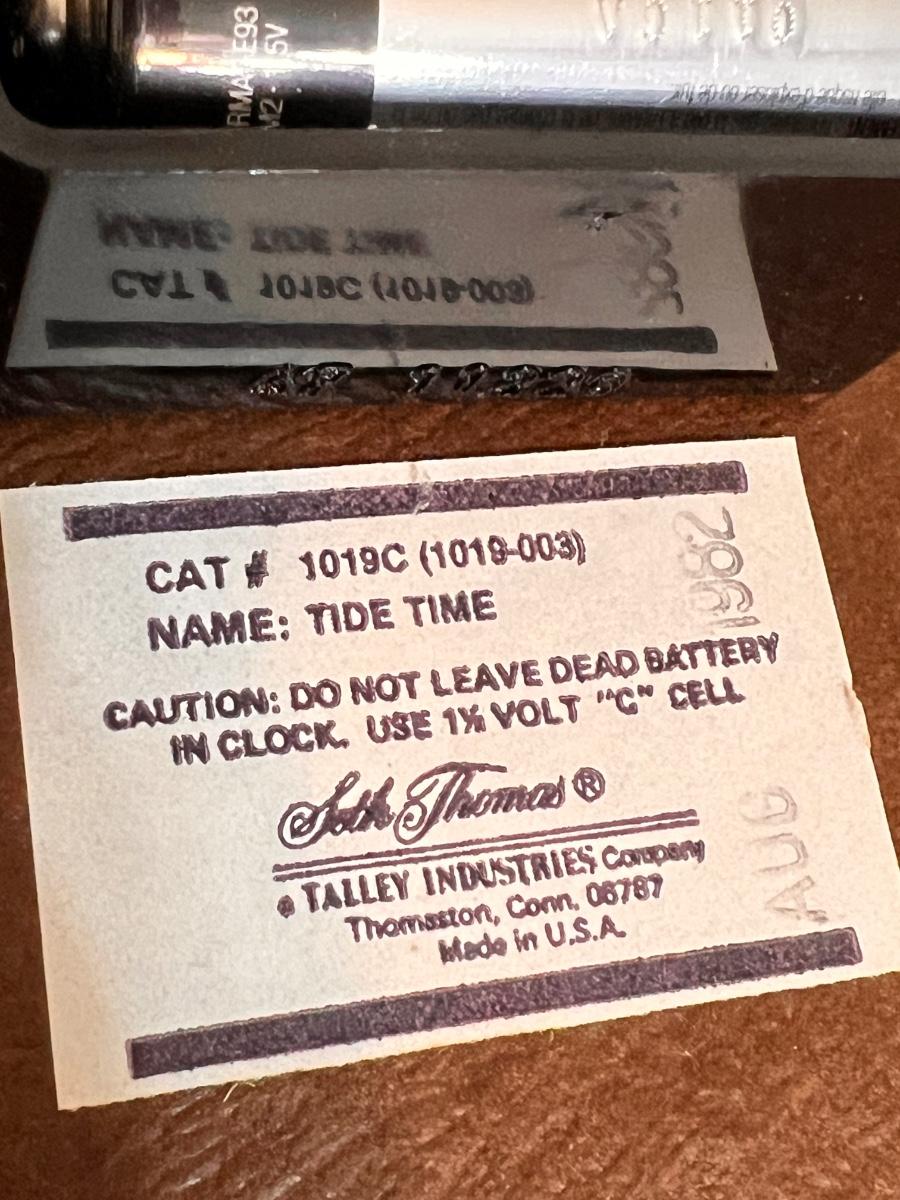 CAT # 1019C (1019-003)
NAME: TIDE TIME
CAUTION: DO NOT LEAVE DEAD BATTERY
IN CLOCK. USE 1½ VOLT "C" CELL
Seth Thomas®
TALLEY INDUSTRIES Company
Thomaston, Conn. 06787
Made in U.S.A.
AUG 1982